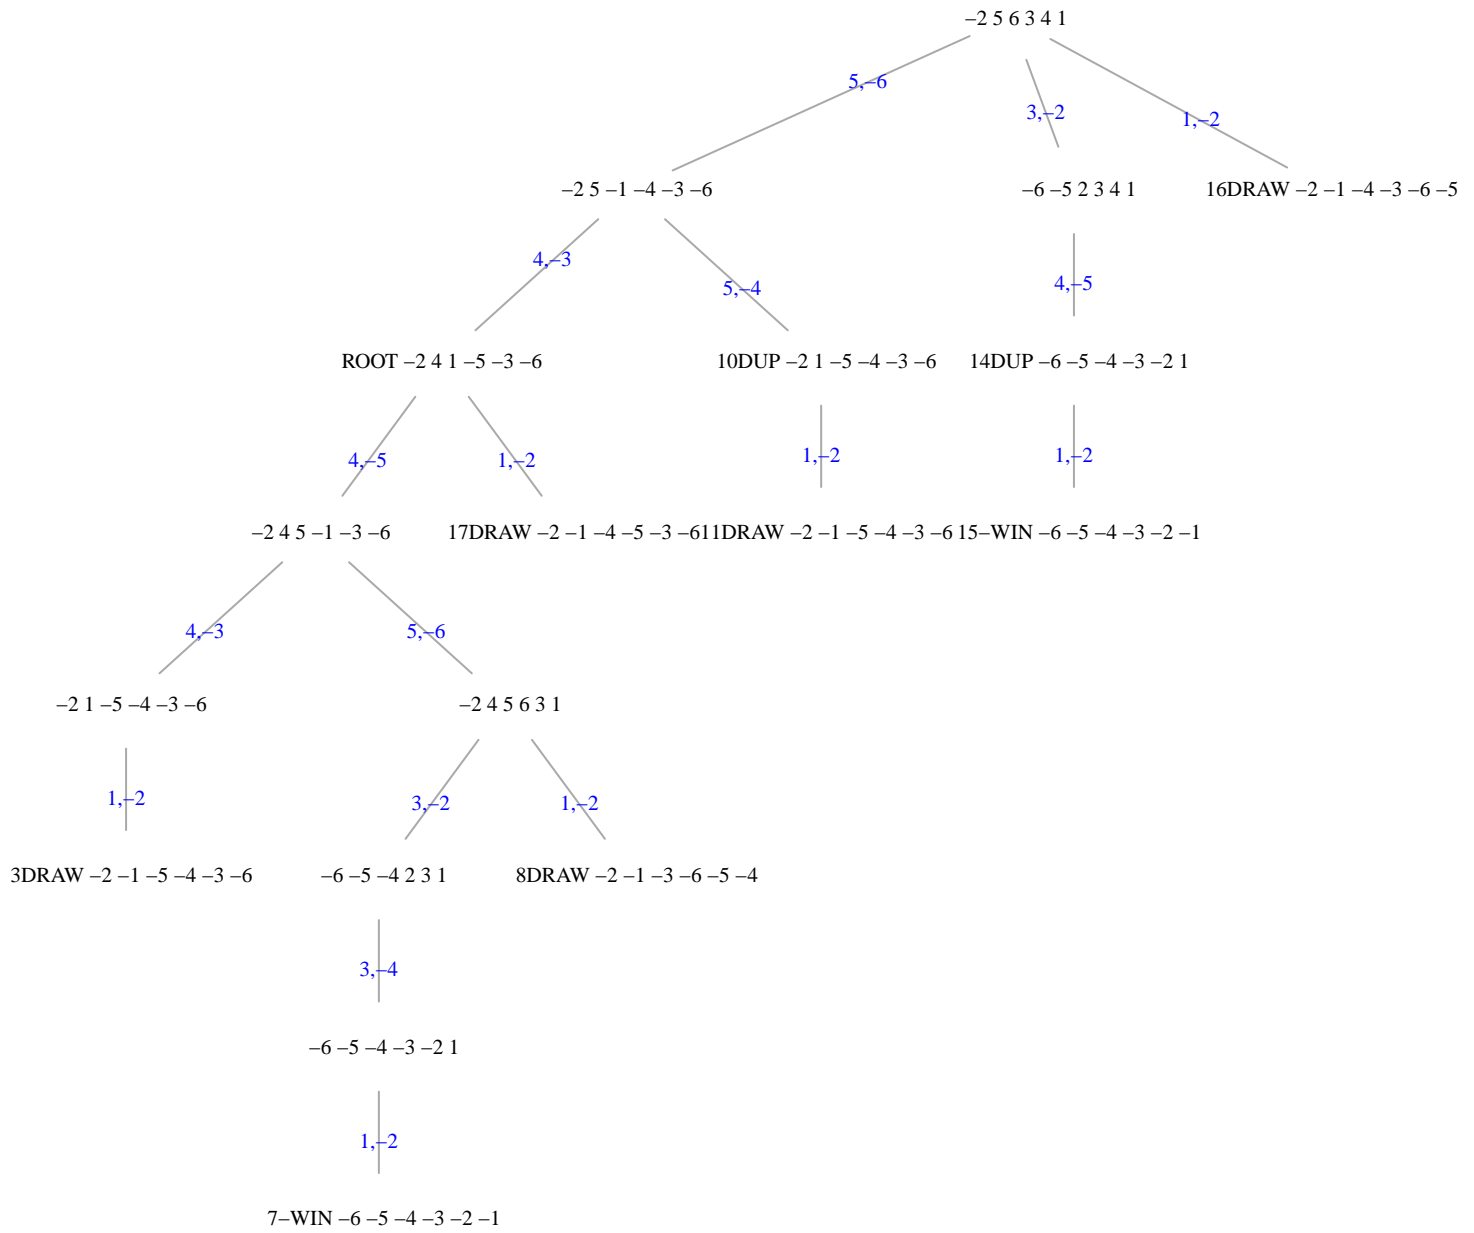 –2 5 6 3 4 1
5,–6
3,–2
1,–2
–2 5 –1 –4 –3 –6
–6 –5 2 3 4 1
16DRAW –2 –1 –4 –3 –6 –5
4,–3
5,–4
4,–5
ROOT –2 4 1 –5 –3 –6
10DUP –2 1 –5 –4 –3 –6
14DUP –6 –5 –4 –3 –2 1
4,–5
1,–2
1,–2
1,–2
–2 4 5 –1 –3 –6
17DRAW –2 –1 –4 –5 –3 –6
11DRAW –2 –1 –5 –4 –3 –6
15–WIN –6 –5 –4 –3 –2 –1
4,–3
5,–6
–2 1 –5 –4 –3 –6
–2 4 5 6 3 1
1,–2
3,–2
1,–2
3DRAW –2 –1 –5 –4 –3 –6
–6 –5 –4 2 3 1
8DRAW –2 –1 –3 –6 –5 –4
3,–4
–6 –5 –4 –3 –2 1
1,–2
7–WIN –6 –5 –4 –3 –2 –1